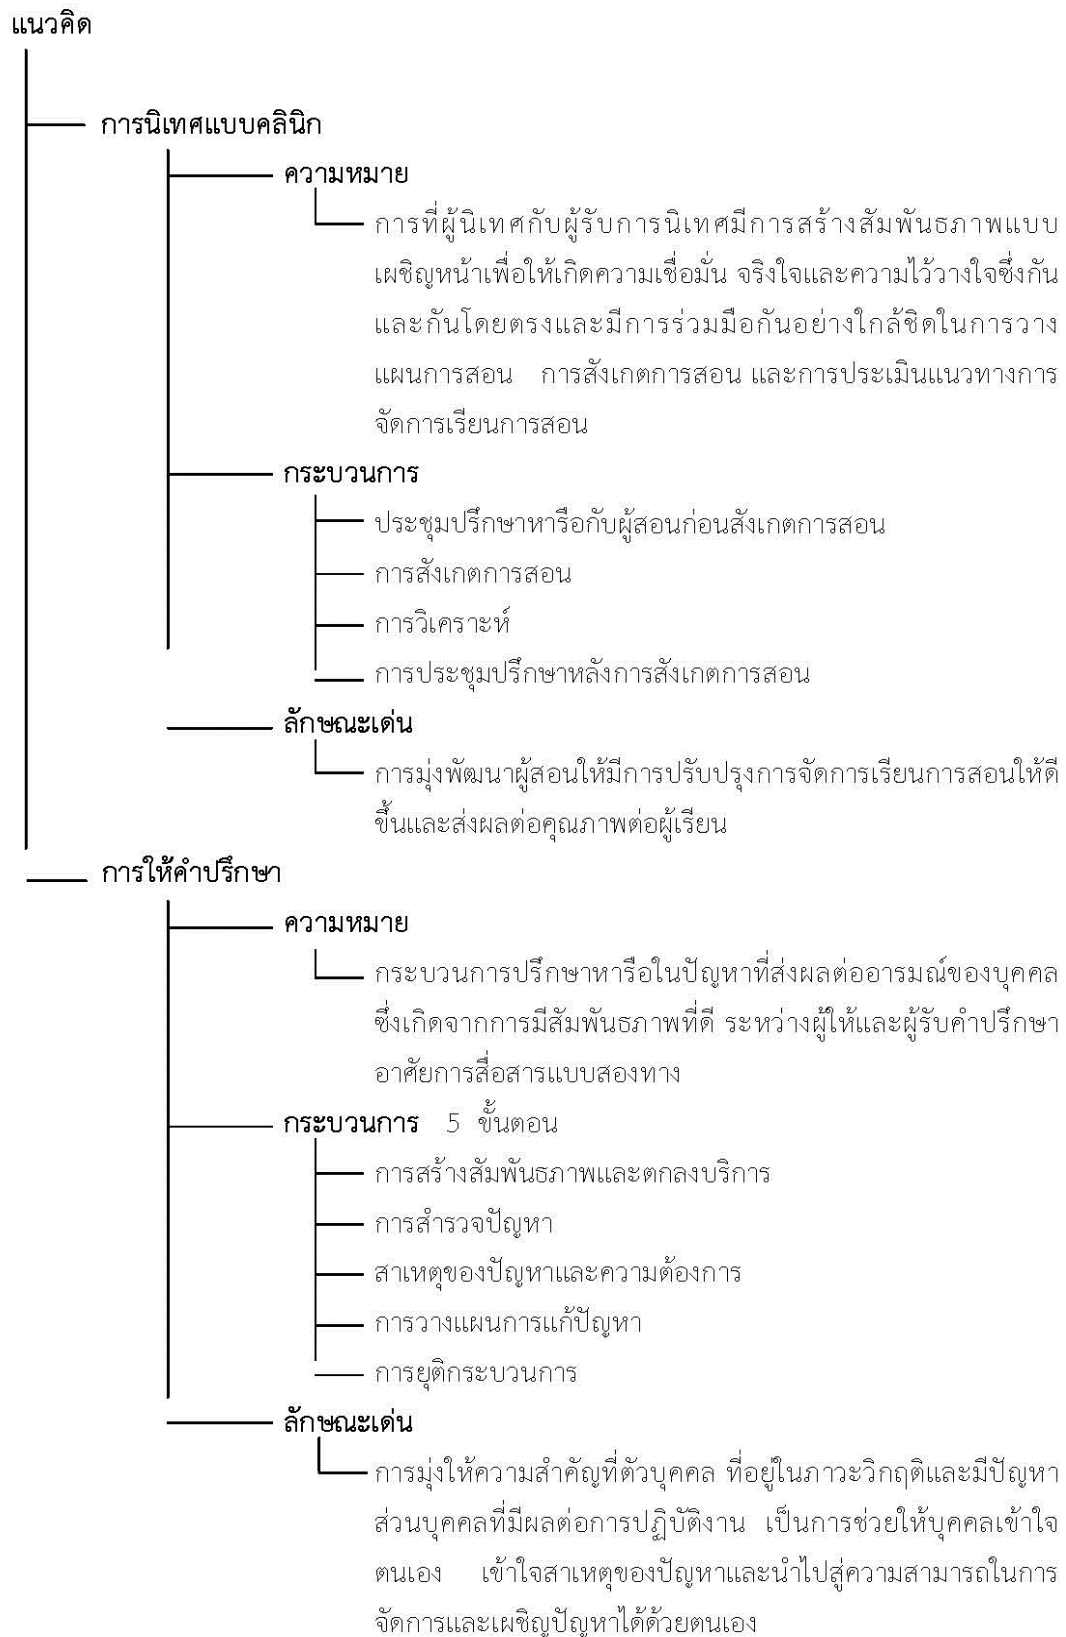 แนวคิด
การนิเทศแบบคลินิก
ความหมาย
การที่ผู้นิเทศกับผู้รับการนิเทศมีการสร้างสัมพันธภาพแบบ
เผชิญหน้าเพื่อให้เกิดความเชื่อมั่น จริงใจและความไว้วางใจซึ่งกัน
และกันโดยตรงและมีการร่วมมือกันอย่างใกล้ชิดในการวาง
แผนการสอน การสังเกตการสอน และการประเมินแนวทางการ
จัดการเรียนการสอน
กระบวนการ
ประชุมปรึกษาหารือกับผู้สอนก่อนสังเกตการสอน
การสังเกตการสอน
การวิเคราะห์
การประชุมปรึกษาหลังการสังเกตการสอน
ลักษณะเด่น
การมุ่งพัฒนาผู้สอนให้มีการปรับปรุงการจัดการเรียนการสอนให้ดี
ขึ้นและส่งผลต่อคุณภาพต่อผู้เรียน
การให้คำปรึกษา
ความหมาย
กระบวนการปรึกษาหารือในปัญหาที่ส่งผลต่ออารมณ์ของบุคคล
ซึ่งเกิดจากการมีสัมพันธภาพที่ดี ระหว่างผู้ให้และผู้รับคำปรึกษา
อาศัยการสื่อสารแบบสองทาง
กระบวนการ 5 ขั้นตอน
การสร้างสัมพันธภาพและตกลงบริการ
การสำรวจปัญหา
สาเหตุของปัญหาและความต้องการ
การวางแผนการแก้ปัญหา
การยุติกระบวนการ
ลักษณะเด่น
การมุ่งให้ความสำคัญที่ตัวบุคคล ที่อยู่ในภาวะวิกฤติและมีปัญหา
ส่วนบุคคลที่มีผลต่อการปฏิบัติงาน เป็นการช่วยให้บุคคลเข้าใจ
ตนเอง เข้าใจสาเหตุของปัญหาและนำไปสู่ความสามารถในการ
จัดการและเผชิญปัญหาได้ด้วยตนเอง